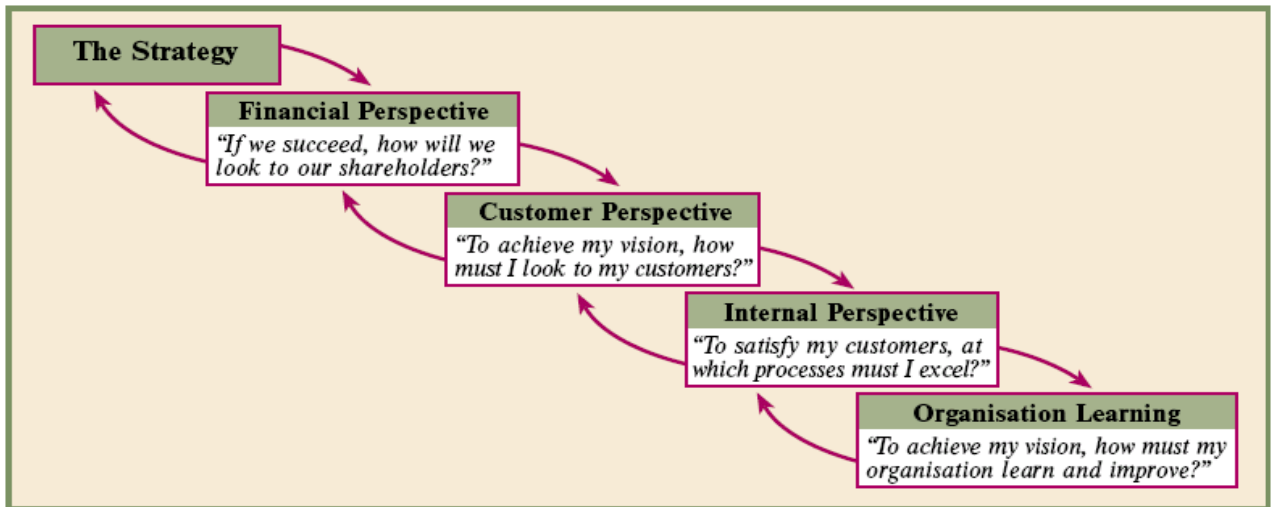 The Strategy
Financial Perspective
“If we succeed, how will we
look to our shareholders?”
Customer Perspective
“To achieve my vision, how
must I look to my customers?”
Internal Perspective
“To satisfy my customers, at
which processes must I excel?”
Organisation Learning
“To achieve my vision, how must my
organisation learn and improve?”